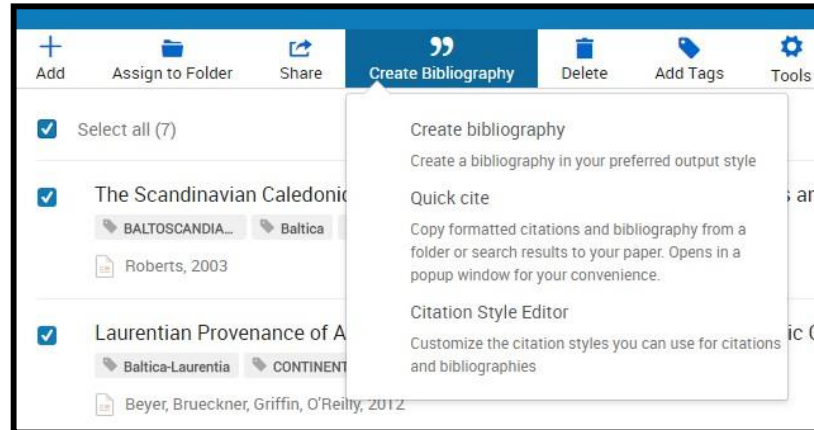 Add
Assign to Folder
Share
Create Bibliography
Delete
Add Tags
Tools
Select all (7)
Create bibliography
Create a bibliography in your preferred output style
Quick cite
Copy formatted citations and bibliography from a
folder or search results to your paper. Opens in a
popup window for your convenience.
Citation Style Editor
Customize the citation styles you can use for citations
and bibliographies
The Scandinavian
BALTOSCANDIA...
Baltica
Roberts, 2003
Laurentian Provenance of
Baltica-Laurentia
Beyer, Brueckner, Griffin, O'Reilly, 2012